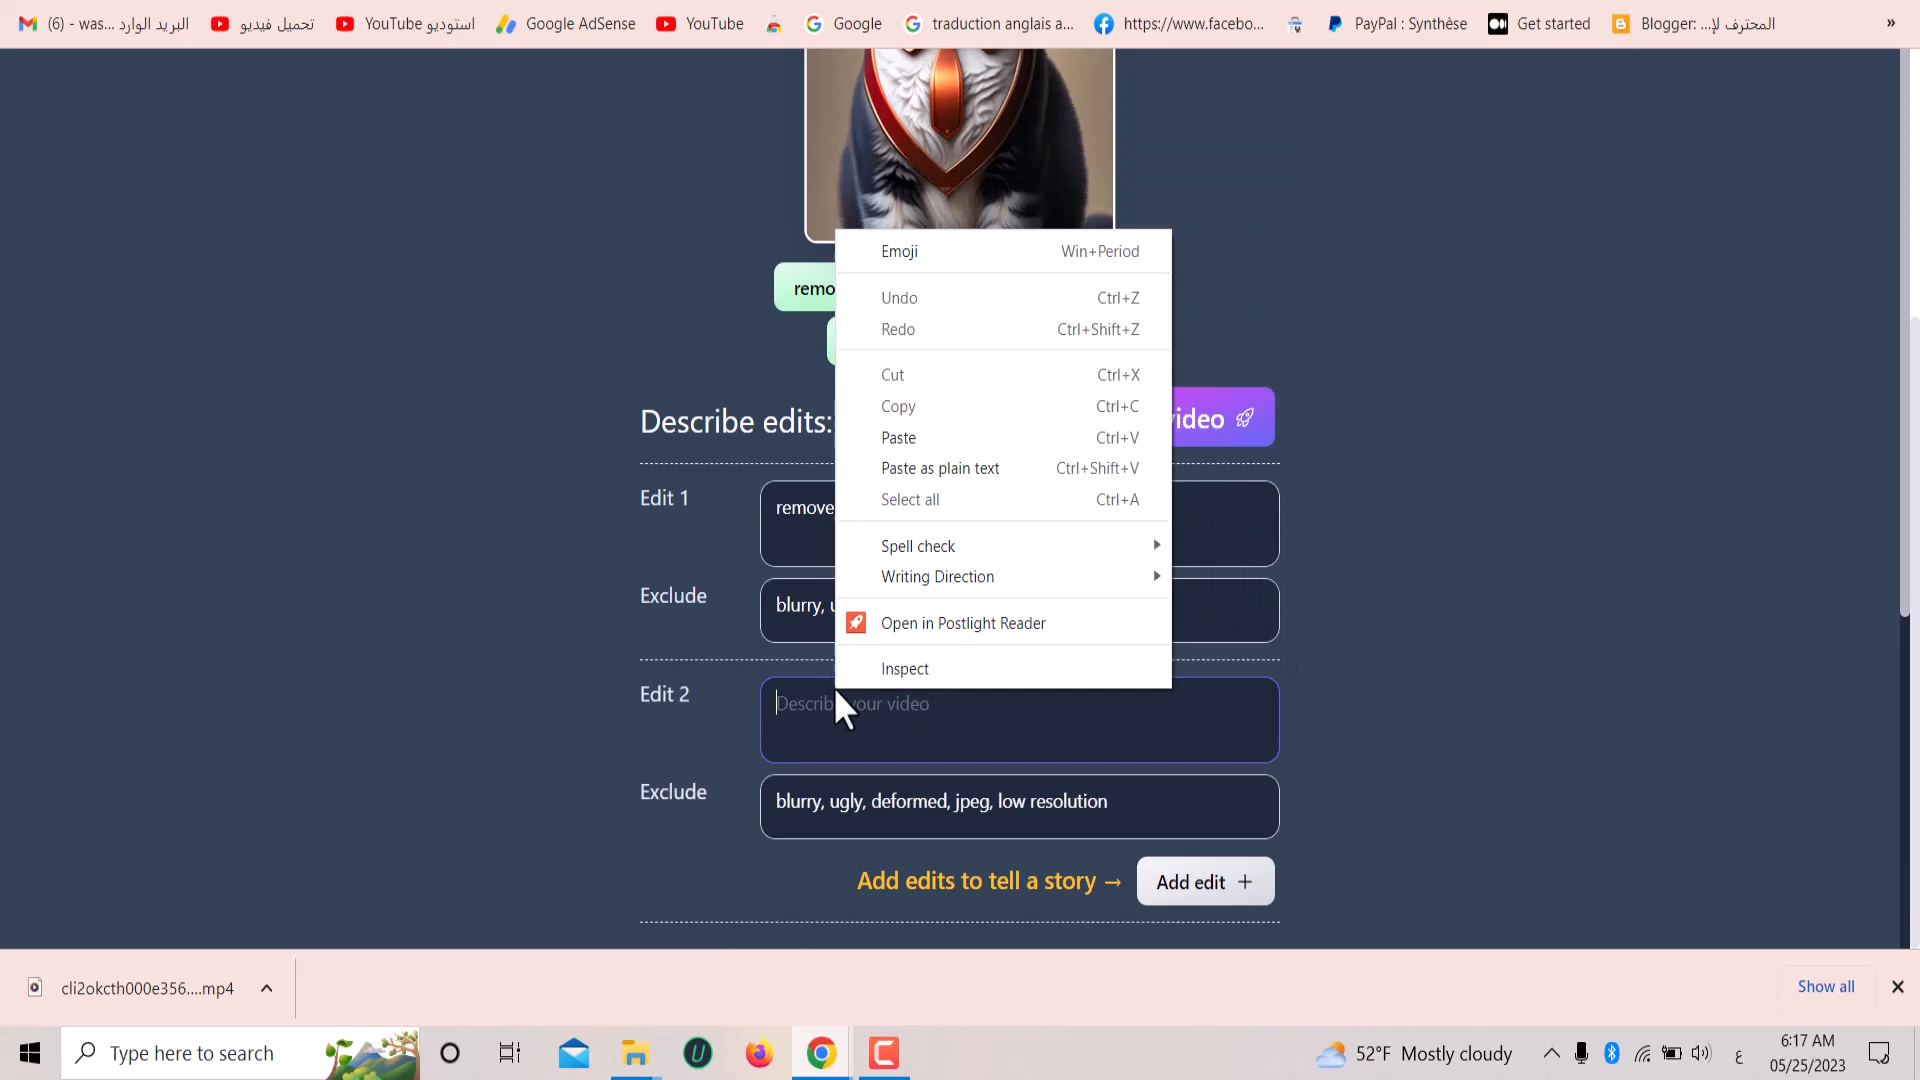 البريد الوارد (6) - was...
تحميل فيديو
استوديو YouTube
Google AdSense
YouTube
Google
traduction anglais a...
https://www.facebo...
PayPal : Synthèse
Get started
Blogger: ...المحترف لإ
»
remo
Emoji Win+Period
Undo Ctrl+Z
Redo Ctrl+Shift+Z
Cut Ctrl+X
Copy Ctrl+C
Paste Ctrl+V
Paste as plain text Ctrl+Shift+V
Select all Ctrl+A
Spell check
Writing Direction
Open in Postlight Reader
Inspect
Describe edits:
video
Edit 1
remove
Exclude
blurry, u
Edit 2
Describ your video
Exclude
blurry, ugly, deformed, jpeg, low resolution
Add edits to tell a story →
Add edit +
cli2okcth000e356....mp4
Show all
Type here to search
52°F Mostly cloudy
ع
6:17 AM
05/25/2023